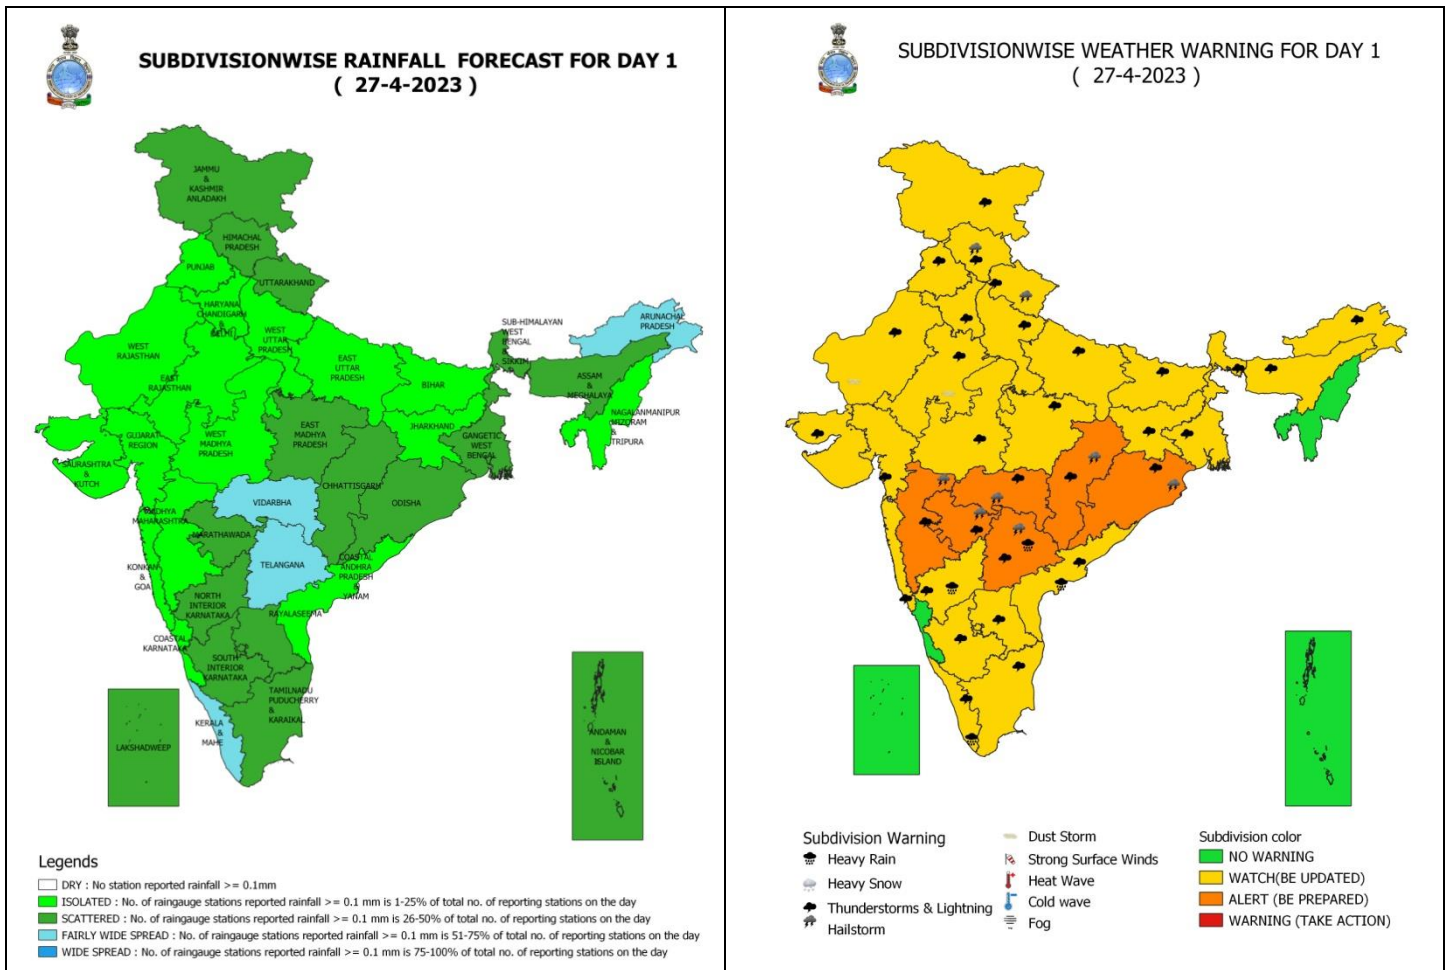 SUBDIVISIONWISE RAINFALL FORECAST FOR DAY 1
( 27-4-2023 )
JAMMU
&
KASHMIR
ANLADAKH
HIMACHAL
PRADESH
PUNJAB
UTTARAKHAND
HARYANA
CHANDIGARH
&
DELHI
WEST
UTTAR
PRADESH
WEST
RAJASTHAN
EAST
RAJASTHAN
EAST
UTTAR
PRADESH
BIHAR
SUB-HIMALAYAN
WEST
BENGAL
&
SIKKIM
ARUNACHAL
PRADESH
ASSAM
&
MEGHALAYA
NAGALANMANIPUR
MIZORAM
&
TRIPURA
JHARKHAND
GANGETIC
WEST
BENGAL
GUJARAT
REGION
SAURASHTRA
&
KUTCH
WEST
MADHYA
PRADESH
EAST
MADHYA
PRADESH
CHHATTISGARH
ODISHA
VIDARBHA
MADHYA
MAHARASHTRA
MARATHAWADA
TELANGANA
KONKAN
&
GOA
COASTAL
ANDHRA
PRADESH
&
YANAM
NORTH
INTERIOR
KARNATAKA
RAYALASEEMA
COASTAL
KARNATAKA
SOUTH
INTERIOR
KARNATAKA
TAMILNADU
PUDUCHERRY
&
KARAIKAL
KERALA
&
MAHE
LAKSHADWEEP
ANDAMAN
&
NICOBAR
ISLAND
Legends
DRY : No station reported rainfall >= 0.1mm
ISOLATED : No. of raingauge stations reported rainfall >= 0.1 mm is 1-25% of total no. of reporting stations on the day
SCATTERED : No. of raingauge stations reported rainfall >= 0.1 mm is 26-50% of total no. of reporting stations on the day
FAIRLY WIDE SPREAD : No. of raingauge stations reported rainfall >= 0.1 mm is 51-75% of total no. of reporting stations on the day
WIDE SPREAD : No. of raingauge stations reported rainfall >= 0.1 mm is 75-100% of total no. of reporting stations on the day
SUBDIVISIONWISE WEATHER WARNING FOR DAY 1
( 27-4-2023 )
Subdivision Warning
Heavy Rain
Heavy Snow
Thunderstorms & Lightning
Hailstorm
Dust Storm
Strong Surface Winds
Heat Wave
Cold wave
Fog
Subdivision color
NO WARNING
WATCH(BE UPDATED)
ALERT (BE PREPARED)
WARNING (TAKE ACTION)